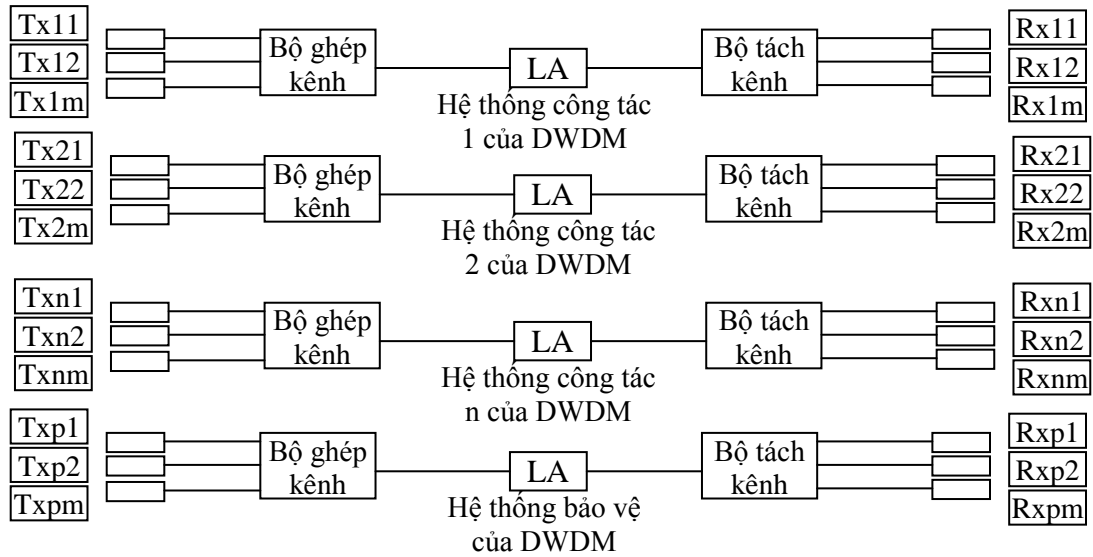 Tx11
Tx12
Tx1m
Bộ ghép
kênh
LA
Hệ thống công tác
1 của DWDM
Bộ tách
kênh
Rx11
Rx12
Rx1m
Tx21
Tx22
Tx2m
Bộ ghép
kênh
LA
Hệ thống công tác
2 của DWDM
Bộ tách
kênh
Rx21
Rx22
Rx2m
Txn1
Txn2
Txnm
Bộ ghép
kênh
LA
Hệ thống công tác
n của DWDM
Bộ tách
kênh
Rxn1
Rxn2
Rxnm
Txp1
Txp2
Txpm
Bộ ghép
kênh
LA
Hệ thống bảo vệ
của DWDM
Bộ tách
kênh
Rxp1
Rxp2
Rxpm